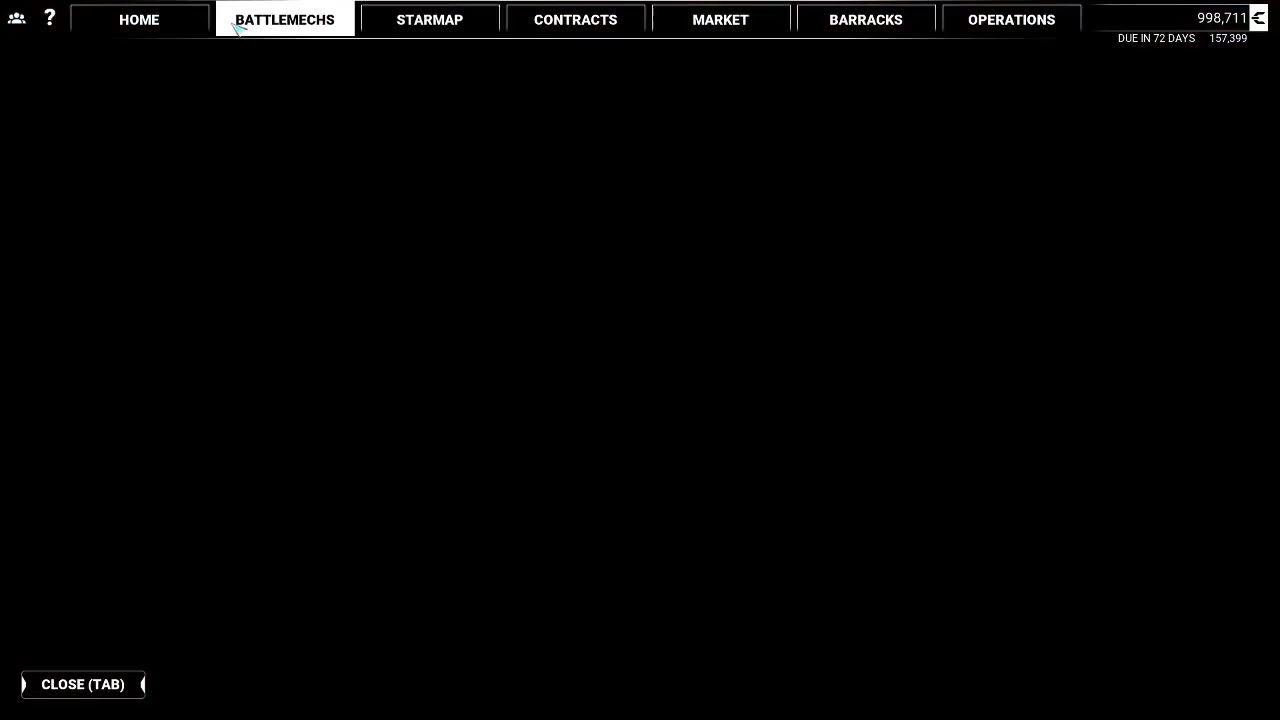 ? HOME BATTLEMECHS STARMAP CONTRACTS MARKET BARRACKS OPERATIONS 998,711
DUE IN 72 DAYS 157,399
CLOSE (TAB)